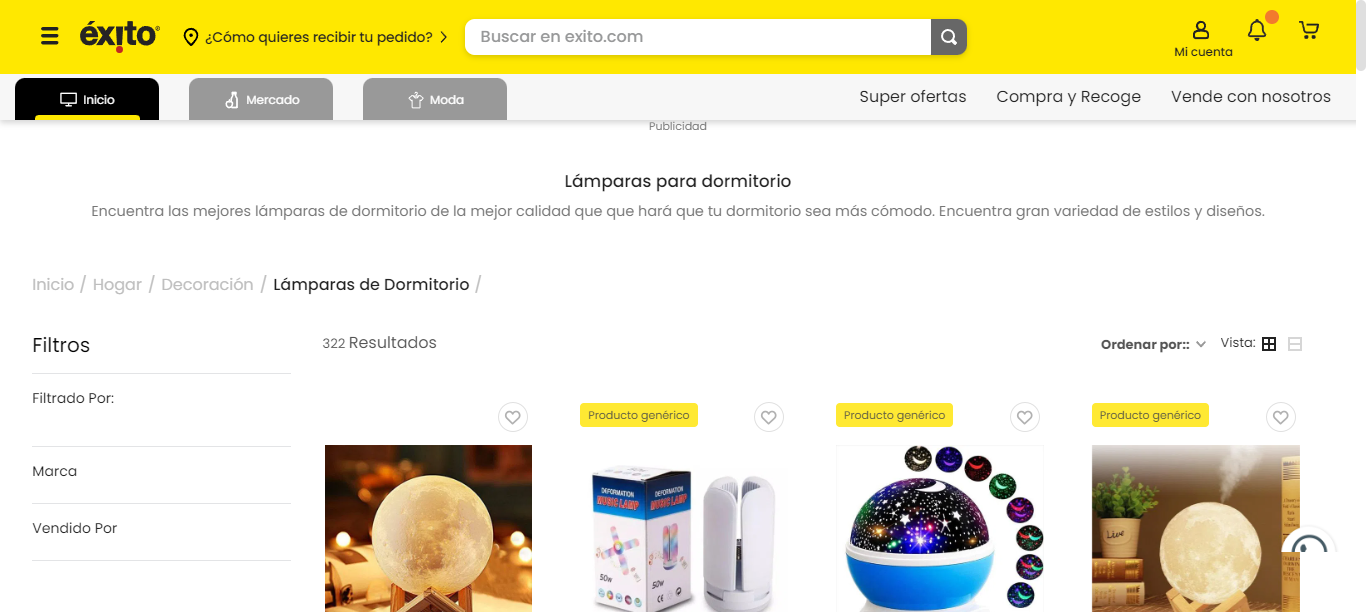 éxito
¿Cómo quieres recibir tu pedido?
Buscar en exito.com
Mi cuenta
Inicio
Mercado
Moda
Super ofertas
Compra y Recoge
Vende con nosotros
Publicidad
Lámparas para dormitorio
Encuentra las mejores lámparas de dormitorio de la mejor calidad que que hará que tu dormitorio sea más cómodo. Encuentra gran variedad de estilos y diseños.
Inicio / Hogar / Decoración / Lámparas de Dormitorio /
Filtros
322 Resultados
Ordenar por::
Vista:
Filtrado Por:
Marca
Vendido Por
Producto genérico
Producto genérico
Producto genérico
DEFORMATION
MUSIC LAMP
DEFORMATION
MUSIC LAMP
50w
50w
Live